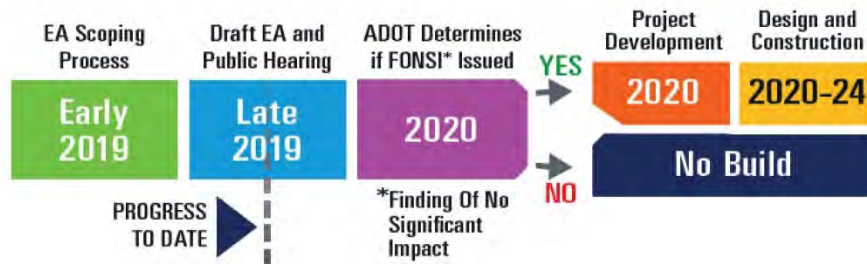 EA Scoping
Process
Early
2019
Draft EA and
Public Hearing
Late
2019
PROGRESS
TO DATE
ADOT Determines
if FONSI* Issued
2020
*Finding Of No
Significant
Impact
YES
NO
Project
Development
2020
Design and
Construction
2020-24
No Build